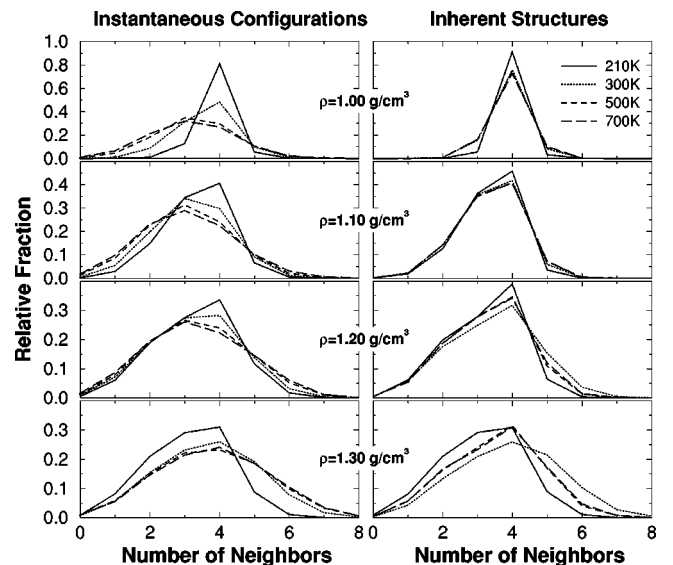 Instantaneous Configurations Inherent Structures
1.0
0.8
0.6
0.4
0.2
0.0
ρ=1.00 g/cm³
210K
300K
500K
700K
0.4
0.3
0.2
0.1
0.0
ρ=1.10 g/cm³
0.3
0.2
0.1
0.0
ρ=1.20 g/cm³
0.3
0.2
0.1
0.0
ρ=1.30 g/cm³
Relative Fraction
0 2 4 6 8 0 2 4 6 8
Number of Neighbors Number of Neighbors